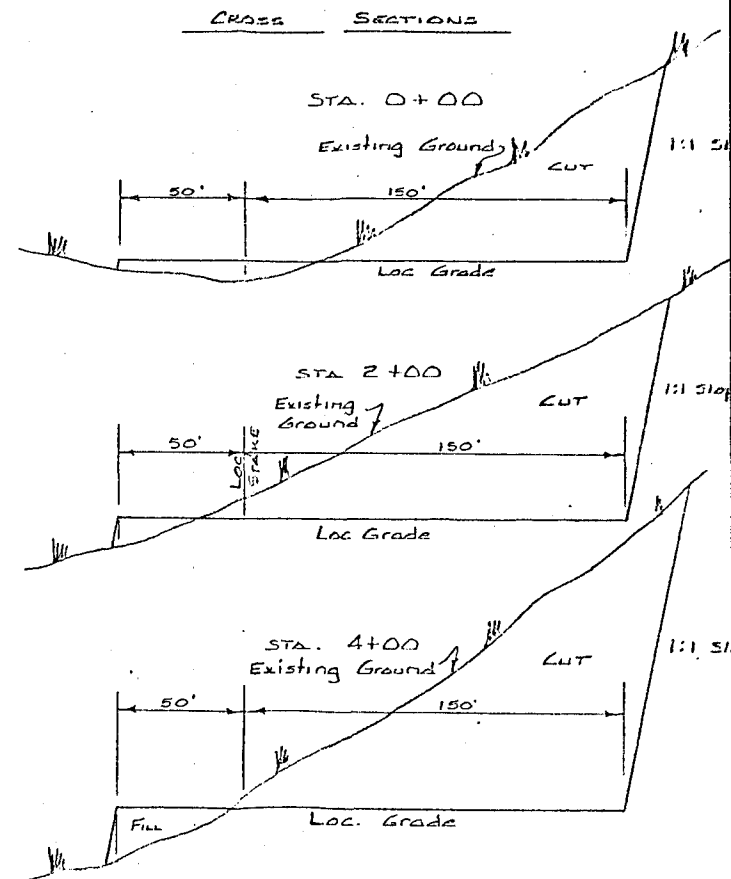 CROSS SECTIONS
STA. 0+00
Existing Ground
CUT
1:1 Sl
50'
150'
Loc Grade
STA 2+00
Existing
Ground
CUT
1:1 Slop
50'
LOC
STAKE
150'
Loc Grade
STA. 4+00
Existing Ground
CUT
1:1 Sl
50'
150'
FILL
Loc. Grade